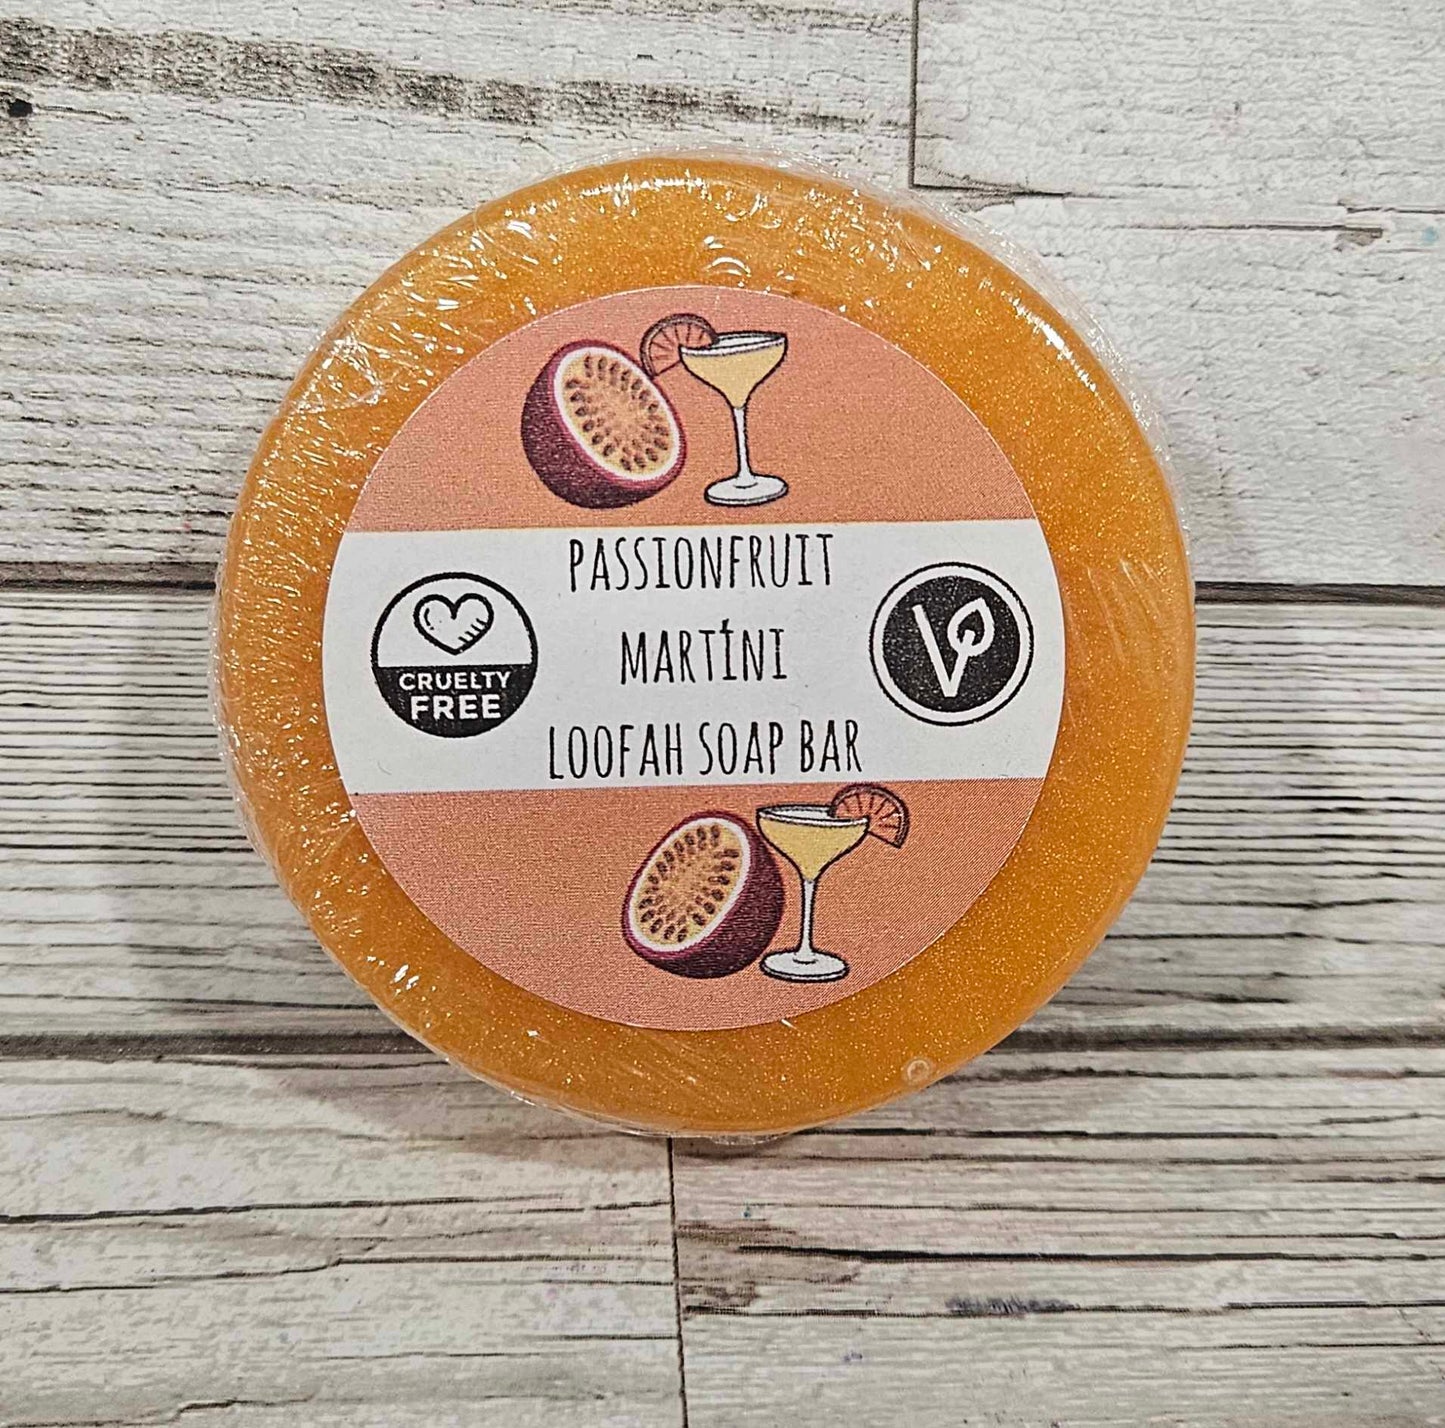 PASSIONFRUIT
MARTÍNI
LOOFAH SOAP BAR
CRUELTY
FREE
V